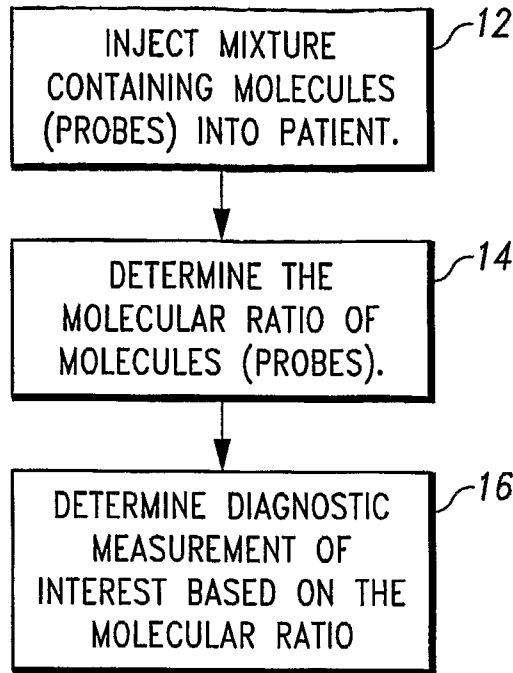 INJECT MIXTURE
CONTAINING MOLECULES
(PROBES) INTO PATIENT.
12
DETERMINE THE
MOLECULAR RATIO OF
MOLECULES (PROBES).
14
DETERMINE DIAGNOSTIC
MEASUREMENT OF
INTEREST BASED ON THE
MOLECULAR RATIO
16